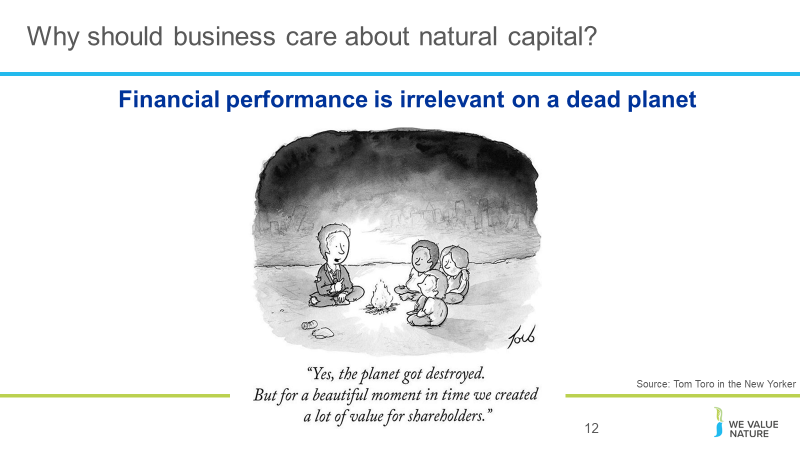 Why should business care about natural capital?
Financial performance is irrelevant on a dead planet
“Yes, the planet got destroyed.
But for a beautiful moment in time we created
a lot of value for shareholders.”
Source: Tom Toro in the New Yorker
12
WE VALUE
NATURE